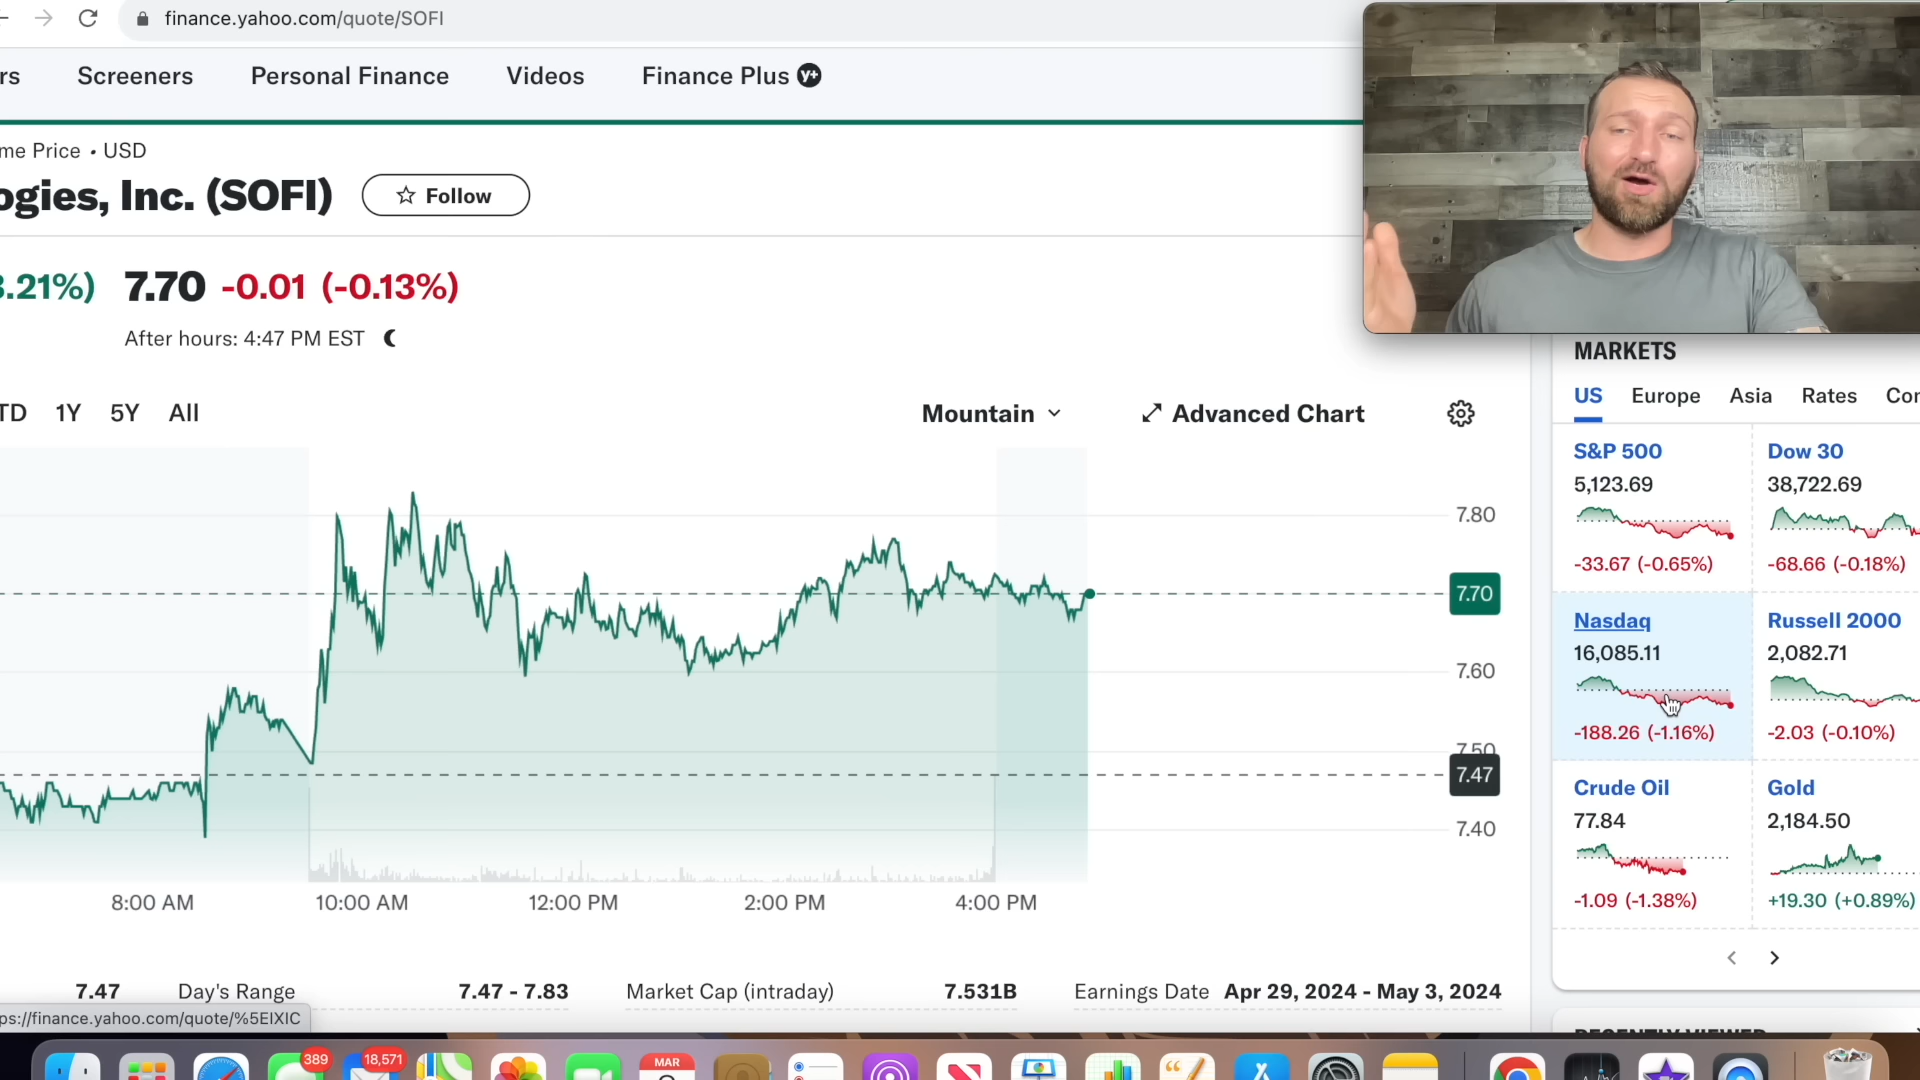 finance.yahoo.com/quote/SOFI
rs Screeners Personal Finance Videos Finance Plus y+
me Price • USD
ogies, Inc. (SOFI) Follow
3.21%) 7.70 -0.01 (-0.13%)
After hours: 4:47 PM EST
TD 1Y 5Y All Mountain Advanced Chart
7.80
7.70
7.60
7.50
7.47
7.40
8:00 AM 10:00 AM 12:00 PM 2:00 PM 4:00 PM
7.47 Day's Range 7.47 - 7.83 Market Cap (intraday) 7.531B Earnings Date Apr 29, 2024 - May 3, 2024
ps://finance.yahoo.com/quote/%5EIXIC
MARKETS
US Europe Asia Rates Cor
S&P 500 Dow 30
5,123.69 38,722.69
-33.67 (-0.65%) -68.66 (-0.18%)
Nasdaq Russell 2000
16,085.11 2,082.71
-188.26 (-1.16%) -2.03 (-0.10%)
Crude Oil Gold
77.84 2,184.50
-1.09 (-1.38%) +19.30 (+0.89%)
RECENTLY VIEWED
389 18,571 MAR